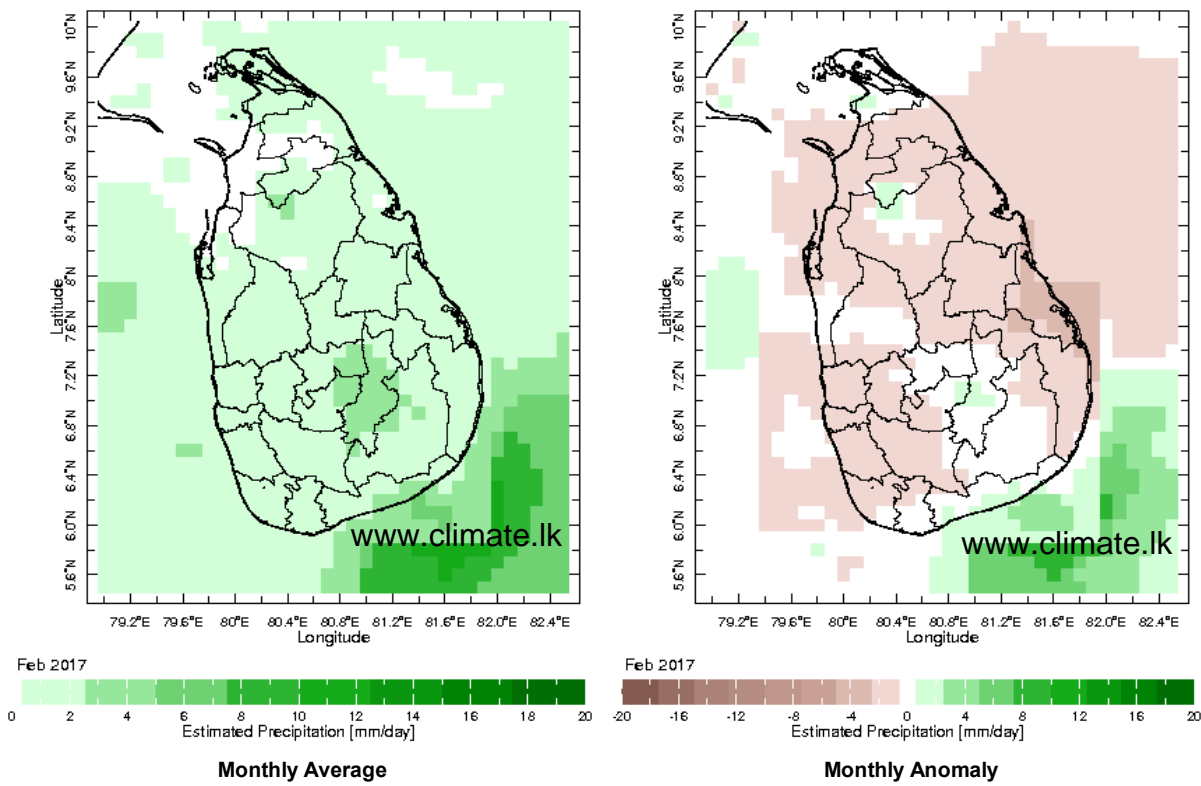 10°N
9.6°N
9.2°N
8.8°N
8.4°N
8°N
7.6°N
7.2°N
6.8°N
6.4°N
6.0°N
5.6°N
Latitude
www.climate.lk
79.2°E 79.6°E 80°E 80.4°E 80.8°E 81.2°E 81.6°E 82.0°E 82.4°E
Longitude
Feb 2017
0 2 4 6 8 10 12 14 16 18 20
Estimated Precipitation [mm/day]
Monthly Average
10°N
9.6°N
9.2°N
8.8°N
8.4°N
8°N
7.6°N
7.2°N
6.8°N
6.4°N
6.0°N
5.6°N
Latitude
www.climate.lk
79.2°E 79.6°E 80°E 80.4°E 80.8°E 81.2°E 81.6°E 82.0°E 82.4°E
Longitude
Feb 2017
-20 -16 -12 -8 -4 0 4 8 12 16 20
Estimated Precipitation [mm/day]
Monthly Anomaly